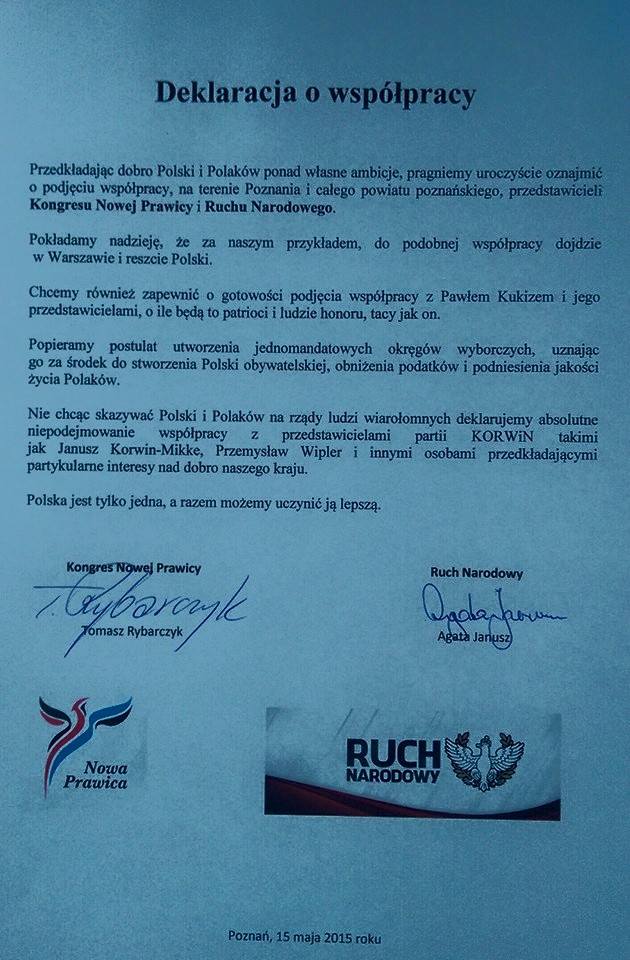 Deklaracja o współpracy
Przedkładając dobro Polski i Polaków ponad własne ambicje, pragniemy uroczyście oznajmić
o podjęciu współpracy, na terenie Poznania i całego powiatu poznańskiego, przedstawicieli
Kongresu Nowej Prawicy i Ruchu Narodowego.
Pokładamy nadzieję, że za naszym przykładem, do podobnej współpracy dojdzie
w Warszawie i reszcie Polski.
Chcemy również zapewnić o gotowości podjęcia współpracy z Pawłem Kukizem i jego
przedstawicielami, o ile będą to patrioci i ludzie honoru, tacy jak on.
Popieramy postulat utworzenia jednomandatowych okręgów wyborczych, uznając
go za środek do stworzenia Polski obywatelskiej, obniżenia podatków i podniesienia jakości
życia Polaków.
Nie chcąc skazywać Polski i Polaków na rządy ludzi wiarołomnych deklarujemy absolutne
niepodejmowanie współpracy z przedstawicielami partii KORWiN takimi
jak Janusz Korwin-Mikke, Przemysław Wipler i innymi osobami przedkładającymi
partykularne interesy nad dobro naszego kraju.
Polska jest tylko jedna, a razem możemy uczynić ją lepszą.
Kongres Nowej Prawicy
T. Rybarczyk
Tomasz Rybarczyk
Ruch Narodowy
Agata Janusz
Agata Janusz
Nowa
Prawica
RUCH
NARODOWY
Poznań, 15 maja 2015 roku